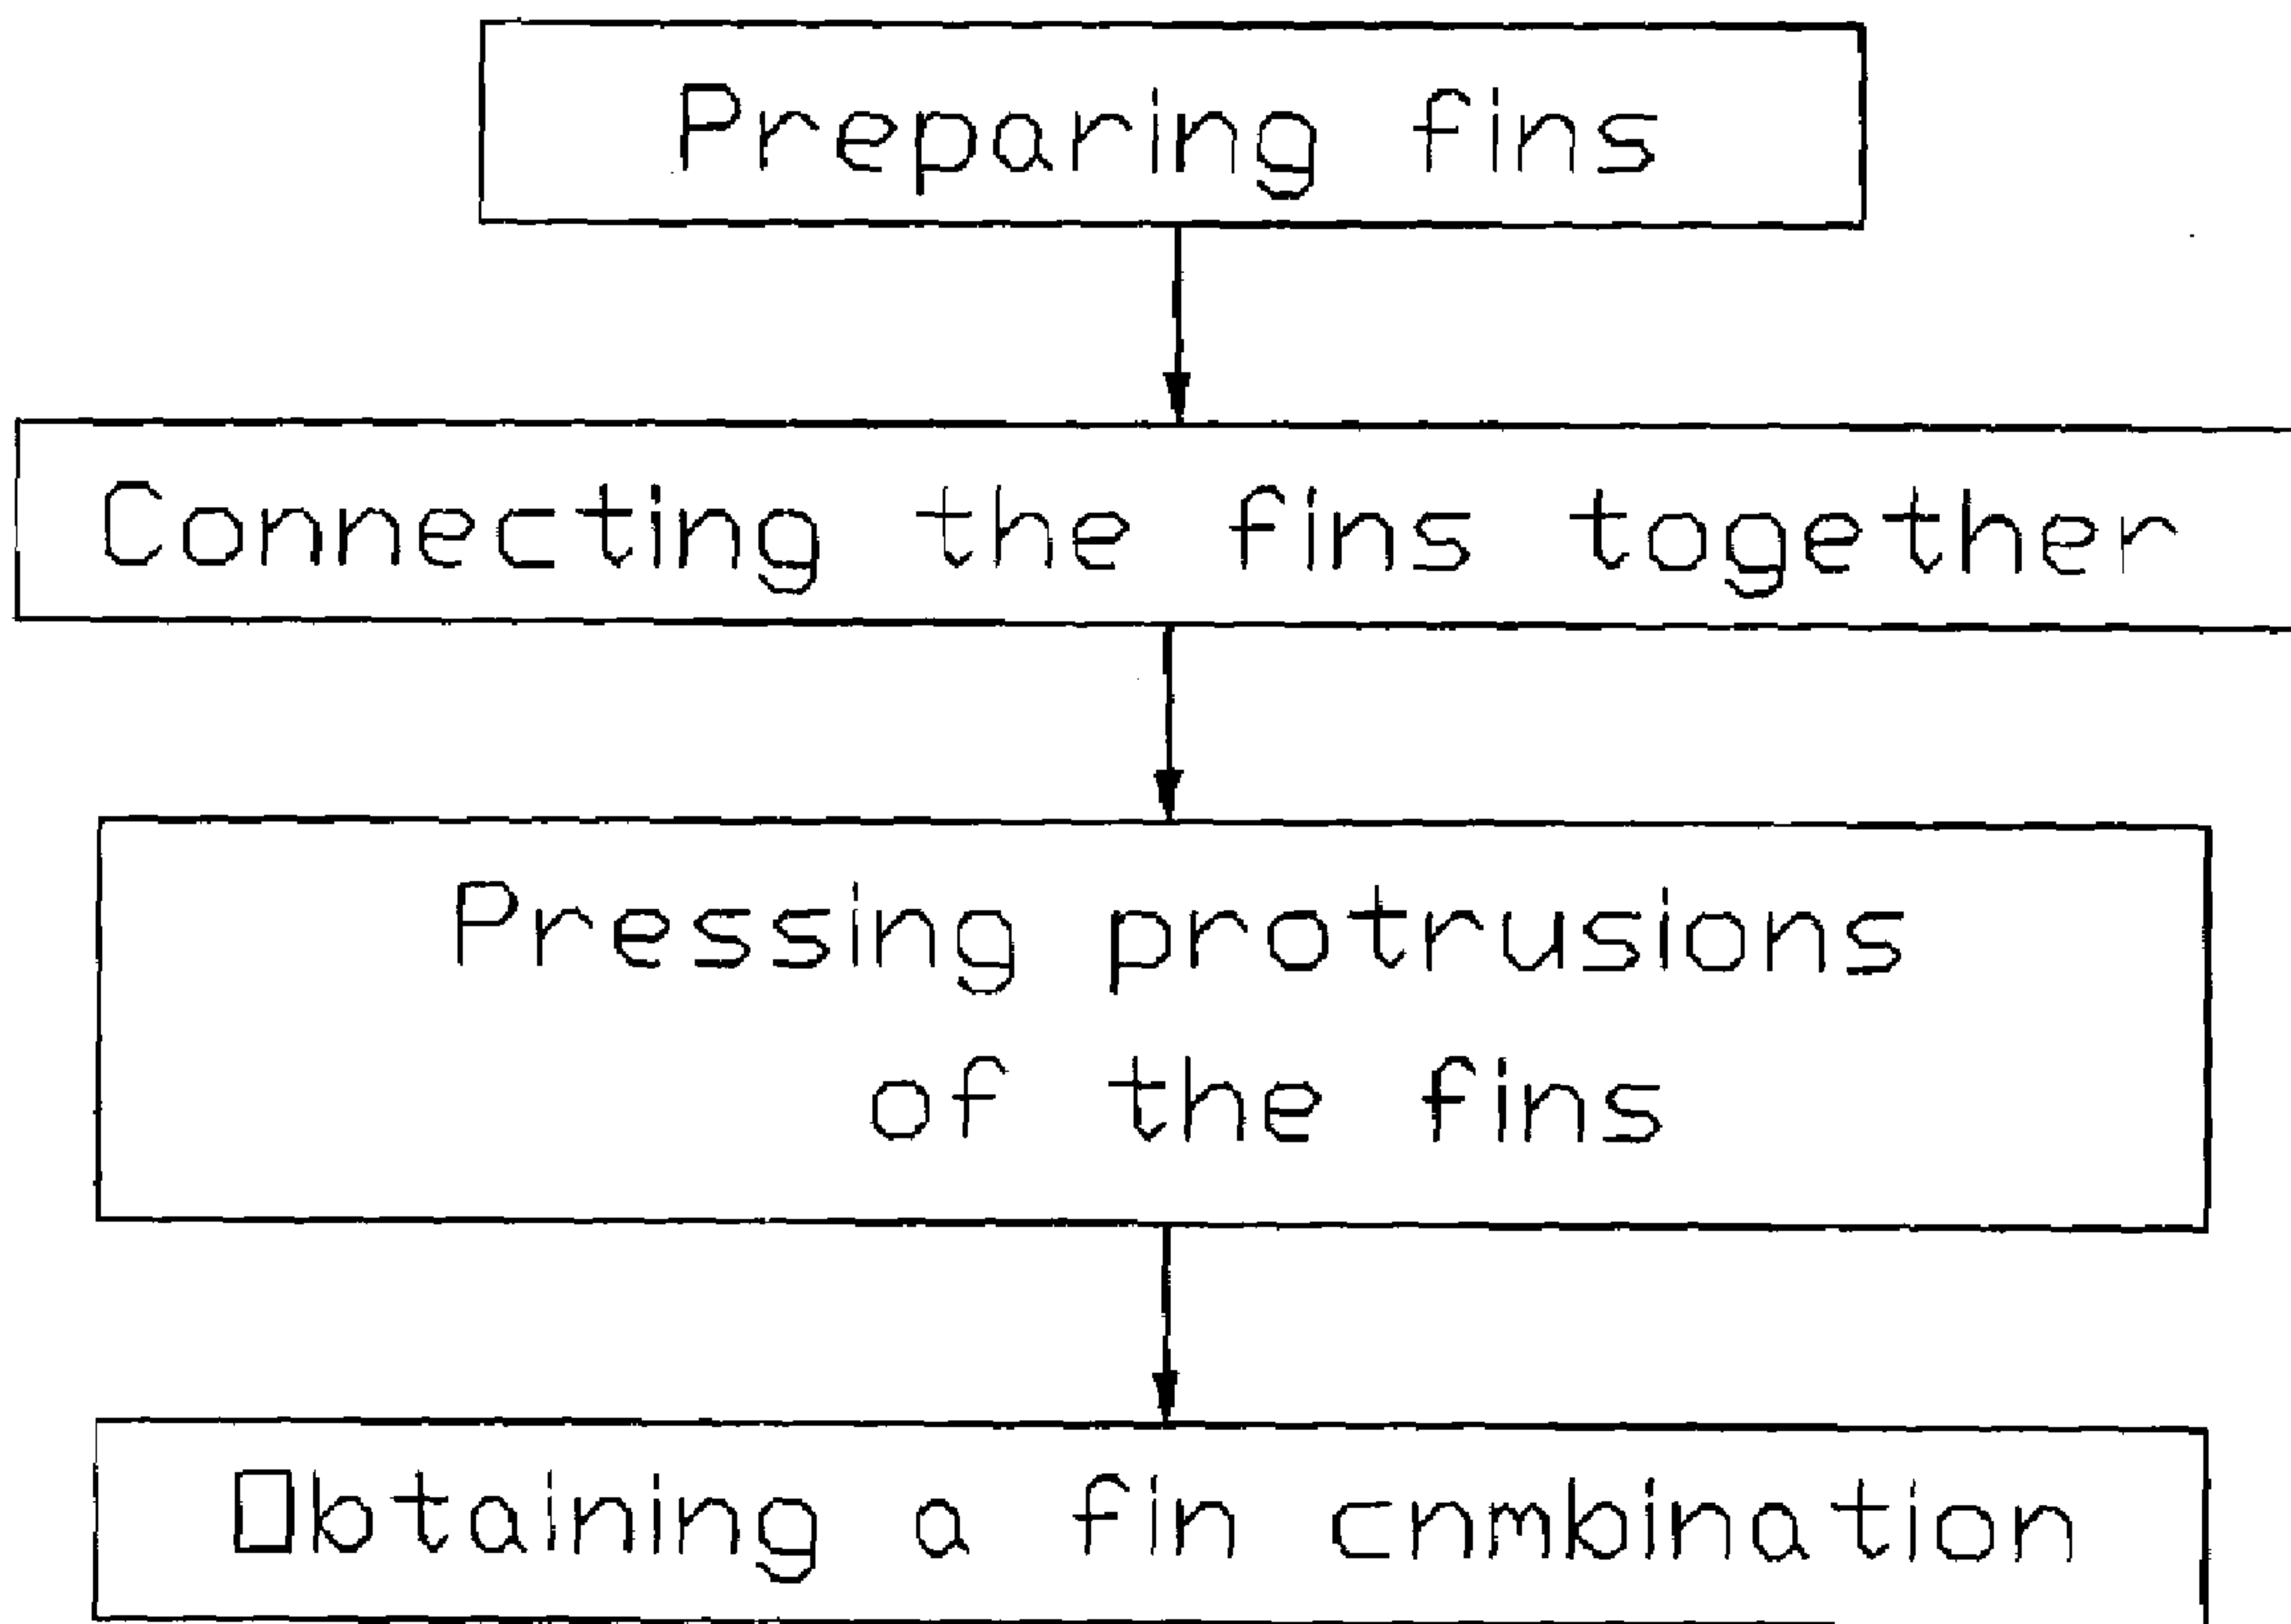 Preparing fins
Connecting the fins together
Pressing protrusions
of the fins
Obtaining a fin cnmbination